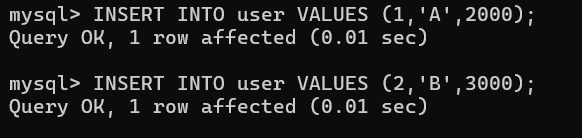 mysql> INSERT INTO user VALUES (1,'A',2000);
Query OK, 1 row affected (0.01 sec)
mysql> INSERT INTO user VALUES (2,'B',3000);
Query OK, 1 row affected (0.01 sec)